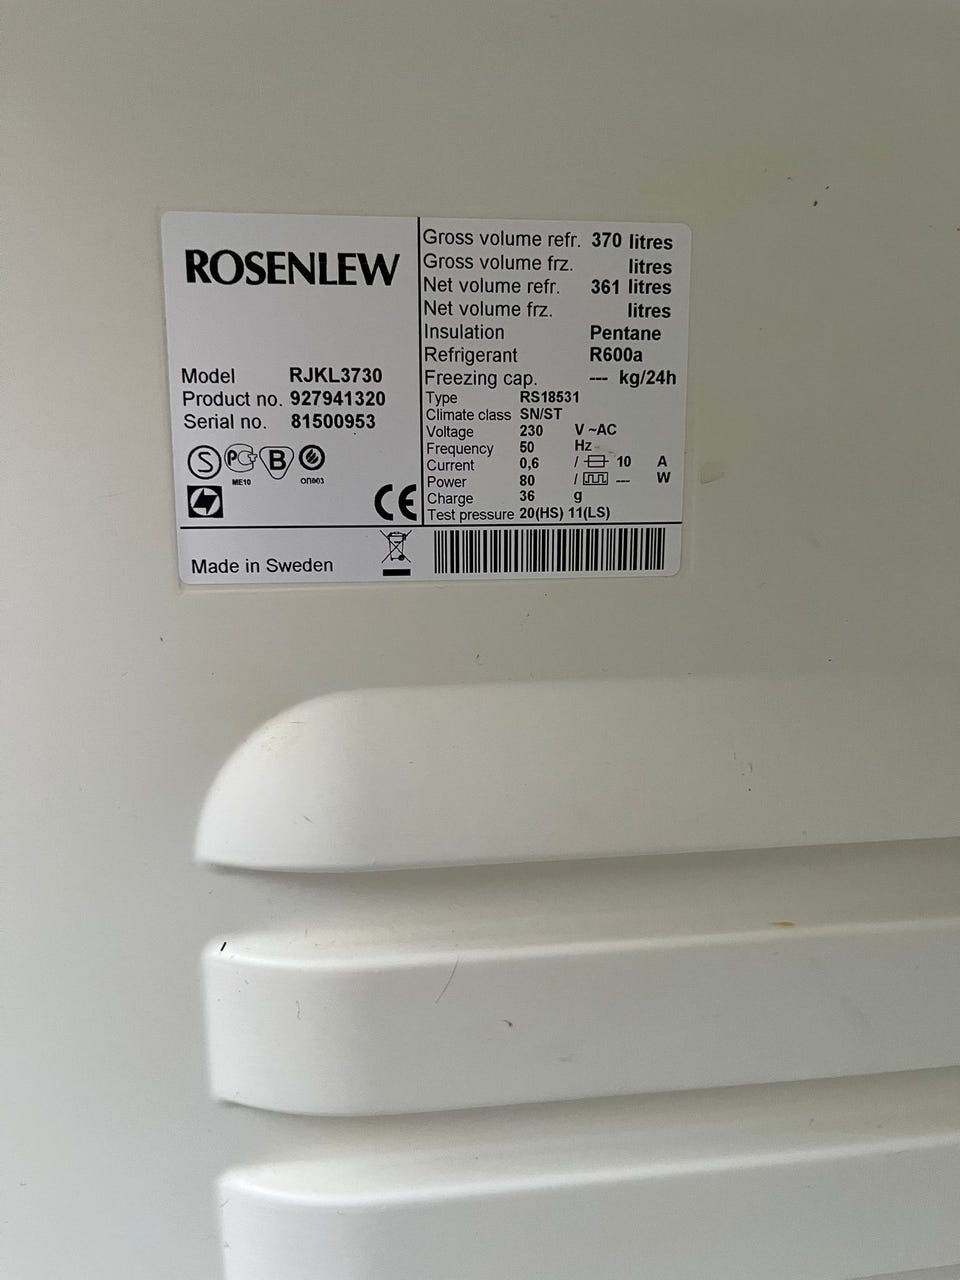 ROSENLEW
Model RJKL3730
Product no. 927941320
Serial no. 81500953
S PG B
ME10 ОП003
CE
Gross volume refr. 370 litres
Gross volume frz. litres
Net volume refr. 361 litres
Net volume frz. litres
Insulation Pentane
Refrigerant R600a
Freezing cap. --- kg/24h
Type RS18531
Climate class SN/ST
Voltage 230 V ~AC
Frequency 50 Hz
Current 0,6 / 10 A
Power 80 / --- W
Charge 36 g
Test pressure 20(HS) 11(LS)
Made in Sweden